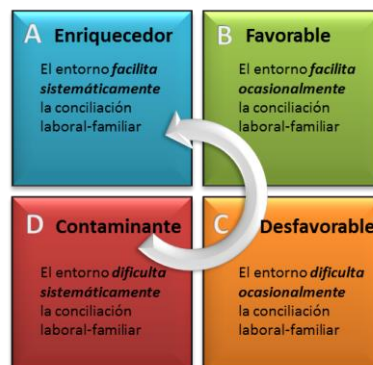 A Enriquecedor
El entorno facilita
sistemáticamente
la conciliación
laboral-familiar
B Favorable
El entorno facilita
ocasionalmente
la conciliación
laboral-familiar
D Contaminante
El entorno dificulta
sistemáticamente
la conciliación
laboral-familiar
C Desfavorable
El entorno dificulta
ocasionalmente
la conciliación
laboral-familiar